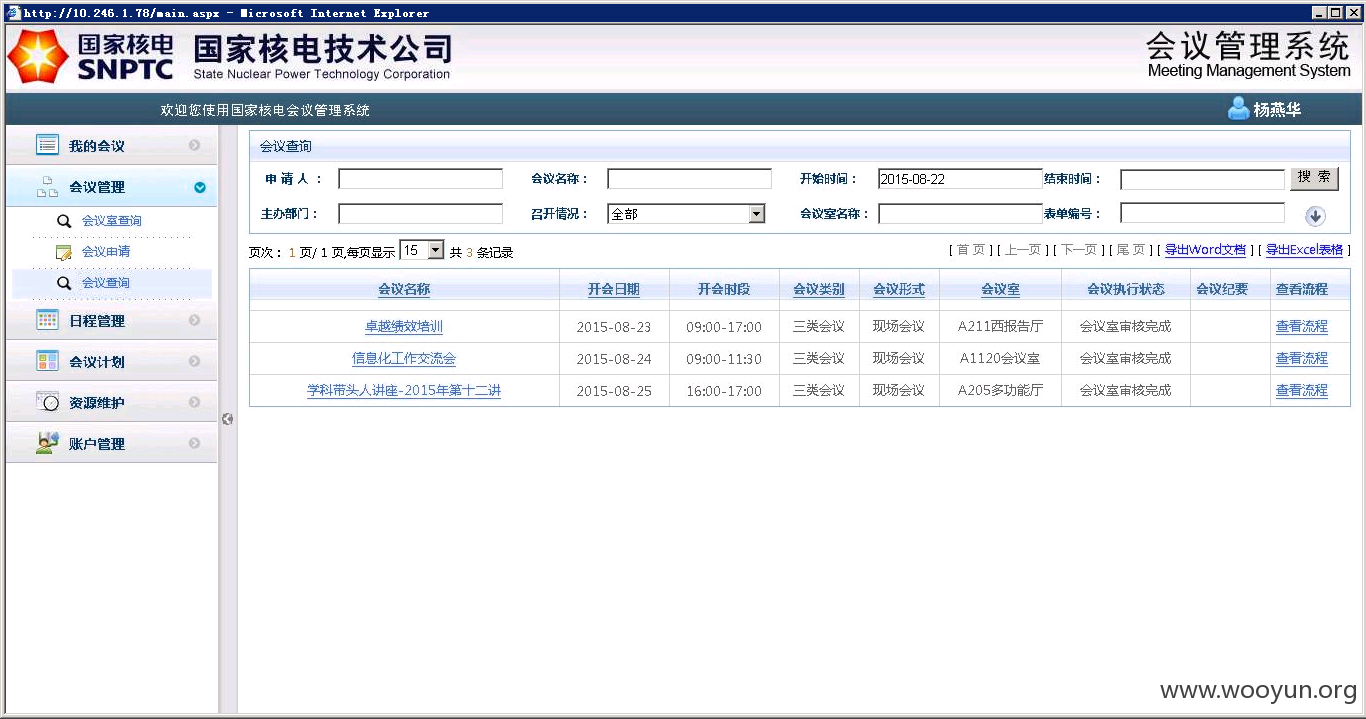 http://10.246.1.78/main.aspx - Microsoft Internet Explorer
国家核电 国家核电技术公司 会议管理系统
SNPTC State Nuclear Power Technology Corporation Meeting Management System
欢迎您使用国家核电会议管理系统 杨燕华
我的会议
会议管理
会议室查询
会议申请
会议查询
日程管理
会议计划
资源维护
账户管理
会议查询
申 请 人 ： 会议名称： 开始时间： 2015-08-22 结束时间： 搜 索
主办部门： 召开情况： 全部 会议室名称： 表单编号：
页次：1 页/ 1 页,每页显示 15 共 3 条记录 [ 首 页 ] [ 上一页 ] [ 下一页 ] [ 尾 页 ] [ 导出Word文档 ] [ 导出Excel表格 ]
会议名称 开会日期 开会时段 会议类别 会议形式 会议室 会议执行状态 会议纪要 查看流程
卓越绩效培训 2015-08-23 09:00-17:00 三类会议 现场会议 A211西报告厅 会议室审核完成 查看流程
信息化工作交流会 2015-08-24 09:00-11:30 三类会议 现场会议 A1120会议室 会议室审核完成 查看流程
学科带头人讲座-2015年第十二讲 2015-08-25 16:00-17:00 三类会议 现场会议 A205多功能厅 会议室审核完成 查看流程
www.wooyun.org